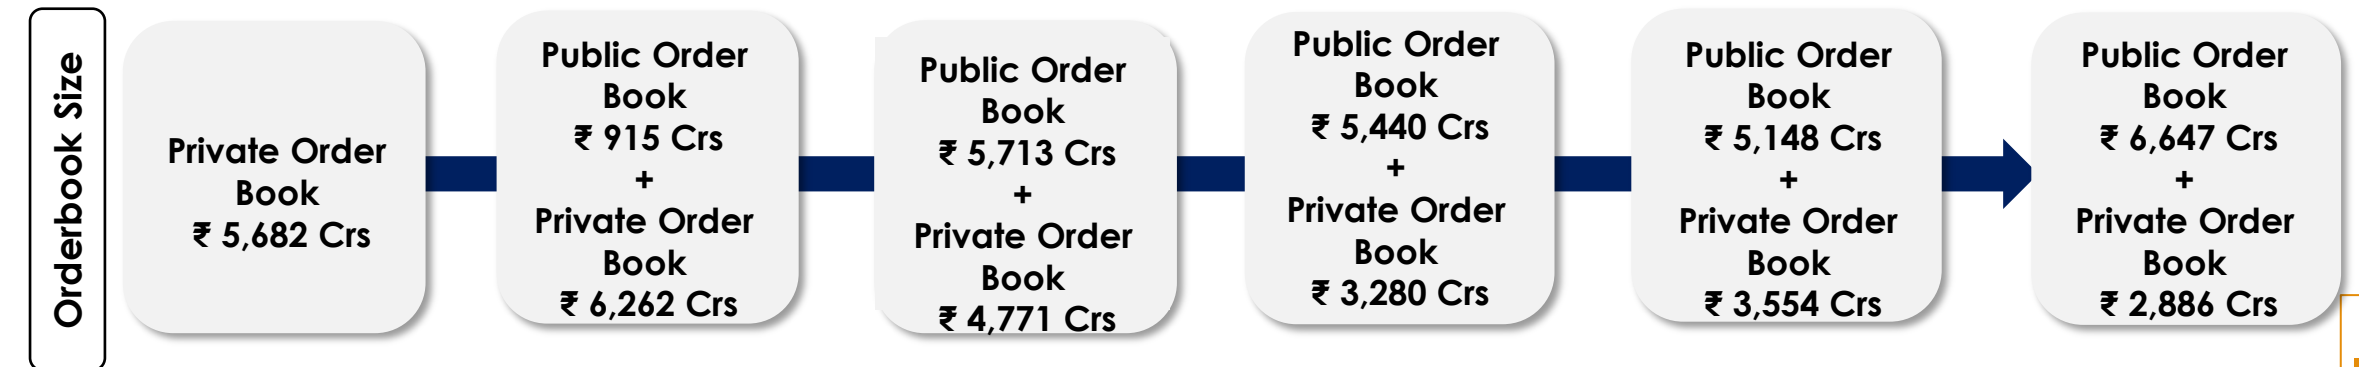 Orderbook Size
Private Order
Book
₹ 5,682 Crs
Public Order
Book
₹ 915 Crs
+
Private Order
Book
₹ 6,262 Crs
Public Order
Book
₹ 5,713 Crs
+
Private Order
Book
₹ 4,771 Crs
Public Order
Book
₹ 5,440 Crs
+
Private Order
Book
₹ 3,280 Crs
Public Order
Book
₹ 5,148 Crs
+
Private Order
Book
₹ 3,554 Crs
Public Order
Book
₹ 6,647 Crs
+
Private Order
Book
₹ 2,886 Crs